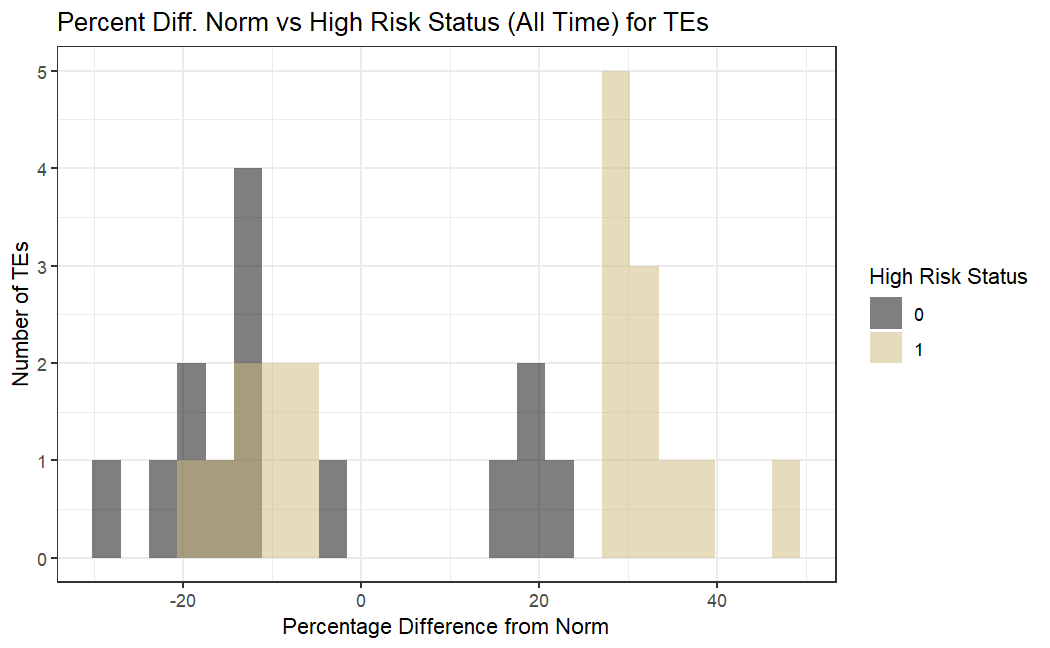 Percent Diff. Norm vs High Risk Status (All Time) for TEs
5
4
3
2
1
0
Number of TEs
-20 0 20 40
Percentage Difference from Norm
High Risk Status
0
1